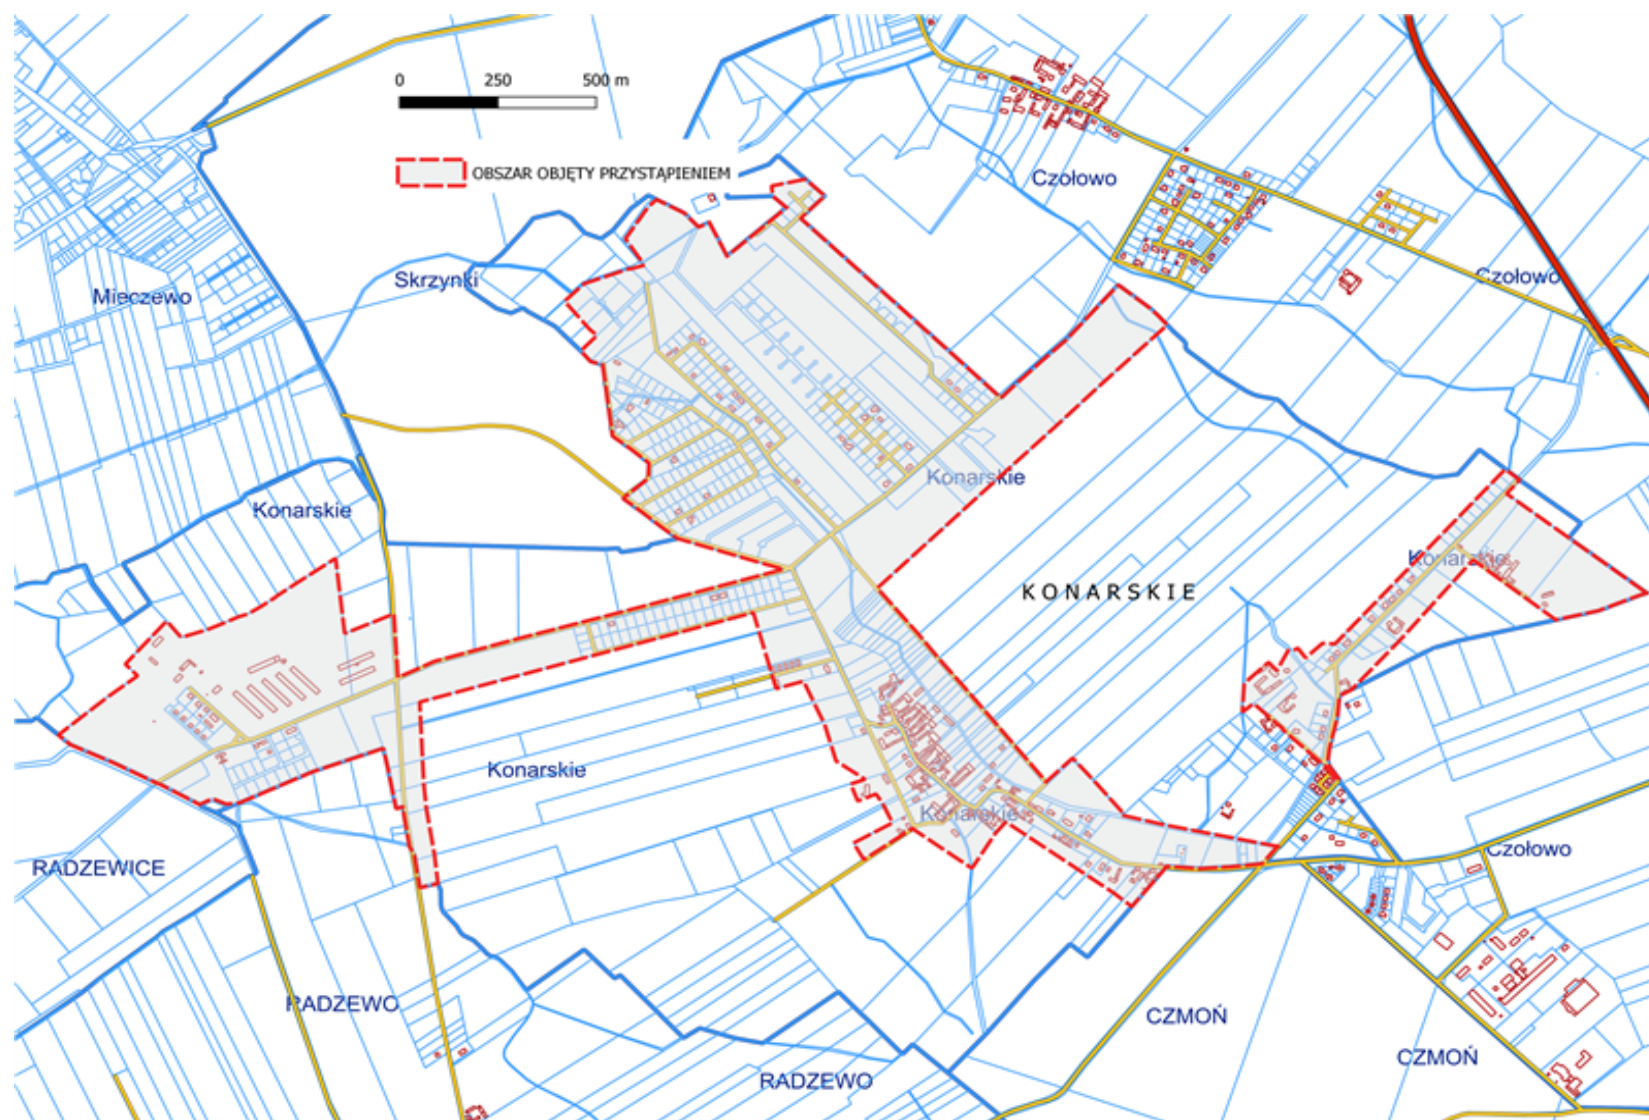 0 250 500 m
OBSZAR OBJĘTY PRZYSTĄPIENIEM
Czołowo
Skrzynki
Czołowo
Mieczewo
Konarskie
Konarskie
Konarskie
KONARSKIE
Konarskie
Konarskie
Czołowo
RADZEWICE
RADZEWO
CZMOŃ
CZMOŃ
RADZEWO